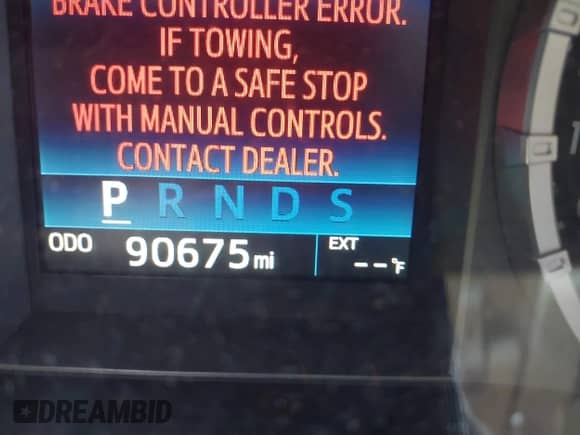 BRAKE CONTROLLER ERROR.
IF TOWING,
COME TO A SAFE STOP
WITH MANUAL CONTROLS.
CONTACT DEALER.
P R N D S
ODO 90675 mi EXT --°F
DREAMBID